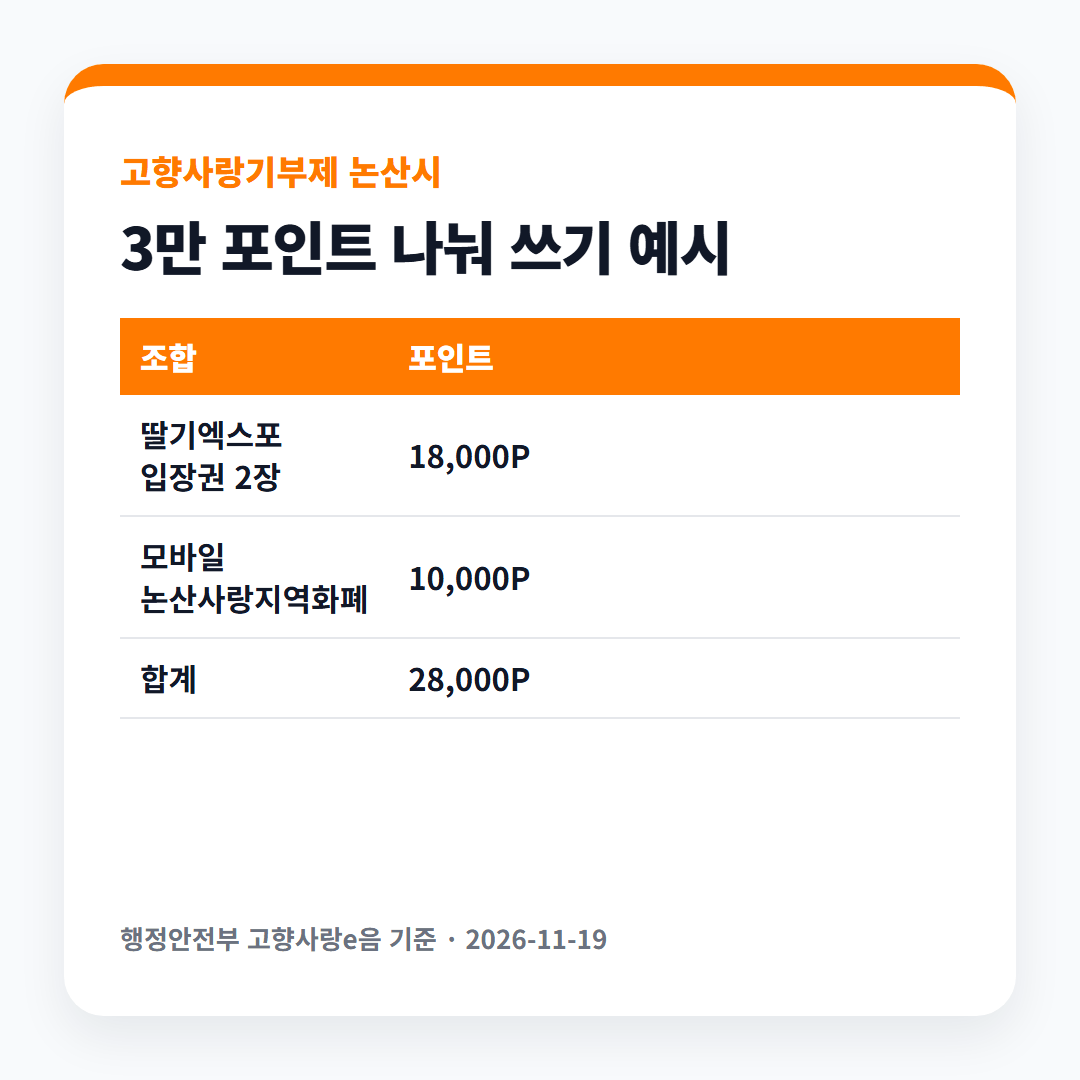 고향사랑기부제 논산시
3만 포인트 나눠 쓰기 예시
조합 포인트
딸기엑스포
입장권 2장
18,000P
모바일
논산사랑지역화폐
10,000P
합계 28,000P
행정안전부 고향사랑e음 기준 · 2026-11-19